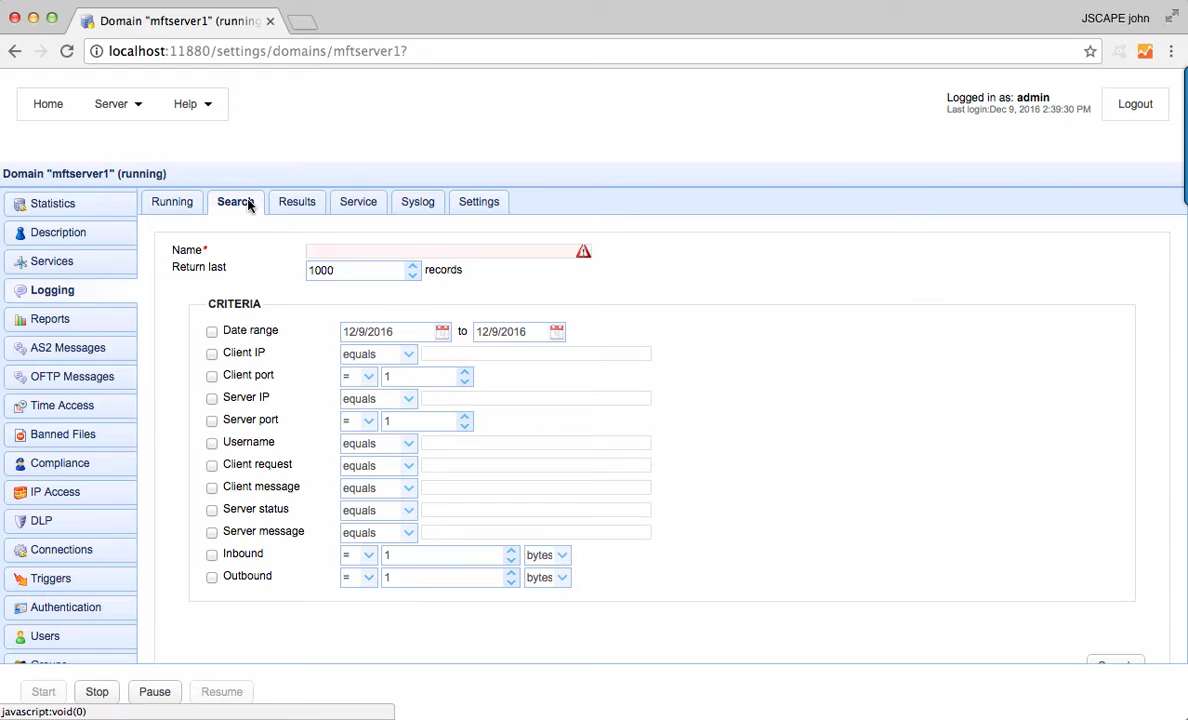 Domain "mftserver1" (running
JSCAPE john
localhost:11880/settings/domains/mftserver1?
Home Server Help
Logged in as: admin
Last login:Dec 9, 2016 2:39:30 PM
Logout
Domain "mftserver1" (running)
Statistics
Description
Services
Logging
Reports
AS2 Messages
OFTP Messages
Time Access
Banned Files
Compliance
IP Access
DLP
Connections
Triggers
Authentication
Users
Running Search Results Service Syslog Settings
Name*
Return last 1000 records
CRITERIA
Date range 12/9/2016 to 12/9/2016
Client IP equals
Client port = 1
Server IP equals
Server port = 1
Username equals
Client request equals
Client message equals
Server status equals
Server message equals
Inbound = 1 bytes
Outbound = 1 bytes
Start Stop Pause Resume
javascript:void(0)